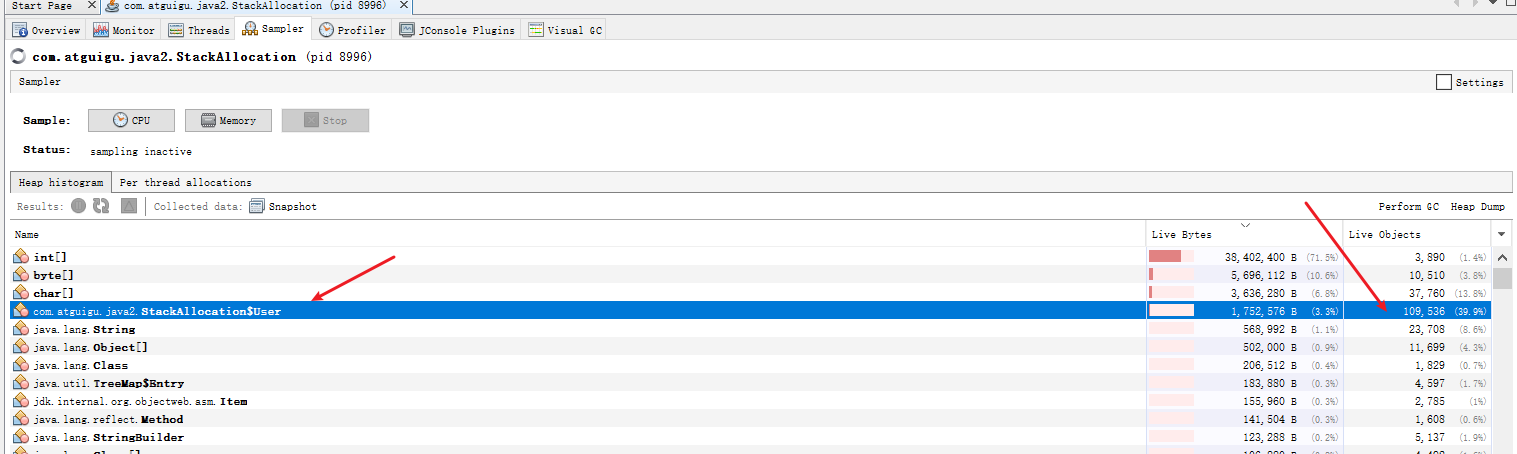 Start Page com.atguigu.java2.StackAllocation (pid 8996)
Overview Monitor Threads Sampler Profiler JConsole Plugins Visual GC
com.atguigu.java2.StackAllocation (pid 8996)
Sampler Settings
Sample: CPU Memory Stop
Status: sampling inactive
Heap histogram Per thread allocations
Results: Collected data: Snapshot Perform GC Heap Dump
Name Live Bytes Live Objects
int[] 38,402,400 B (71.5%) 3,890 (1.4%)
byte[] 5,696,112 B (10.6%) 10,510 (3.8%)
char[] 3,636,280 B (6.8%) 37,760 (13.8%)
com.atguigu.java2.StackAllocation$User 1,752,576 B (3.3%) 109,536 (39.9%)
java.lang.String 568,992 B (1.1%) 23,708 (8.6%)
java.lang.Object[] 502,000 B (0.9%) 11,699 (4.3%)
java.lang.Class 206,512 B (0.4%) 1,829 (0.7%)
java.util.TreeMap$Entry 183,880 B (0.3%) 4,597 (1.7%)
jdk.internal.org.objectweb.asm.Item 155,960 B (0.3%) 2,785 (1%)
java.lang.reflect.Method 141,504 B (0.3%) 1,608 (0.6%)
java.lang.StringBuilder 123,288 B (0.2%) 5,137 (1.9%)